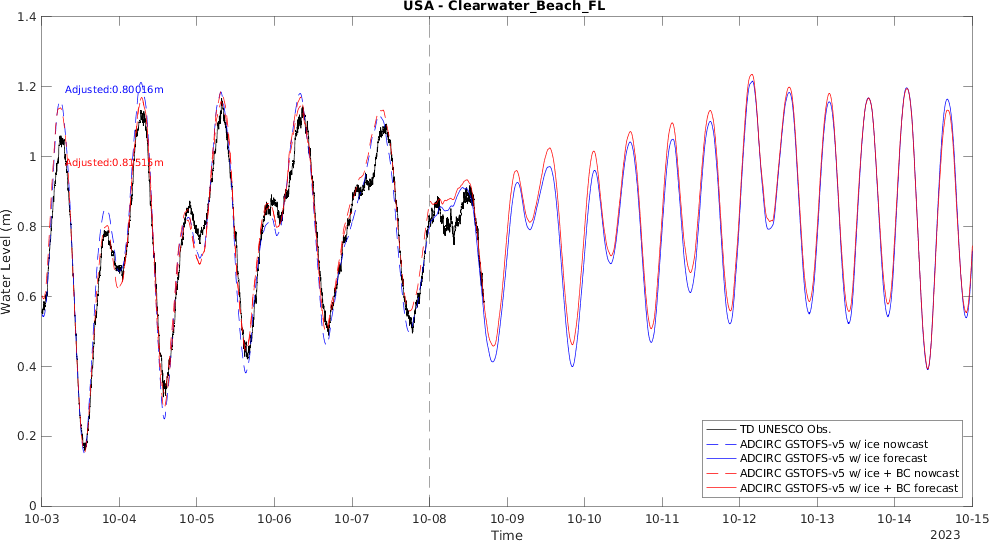 USA - Clearwater_Beach_FL
Water Level (m)
1.4
1.2
1
0.8
0.6
0.4
0.2
0
Adjusted:0.80016m
Adjusted:0.81515m
TD UNESCO Obs.
ADCIRC GSTOFS-v5 w/ ice nowcast
ADCIRC GSTOFS-v5 w/ ice forecast
ADCIRC GSTOFS-v5 w/ ice + BC nowcast
ADCIRC GSTOFS-v5 w/ ice + BC forecast
10-03 10-04 10-05 10-06 10-07 10-08 10-09 10-10 10-11 10-12 10-13 10-14 10-15
Time
2023